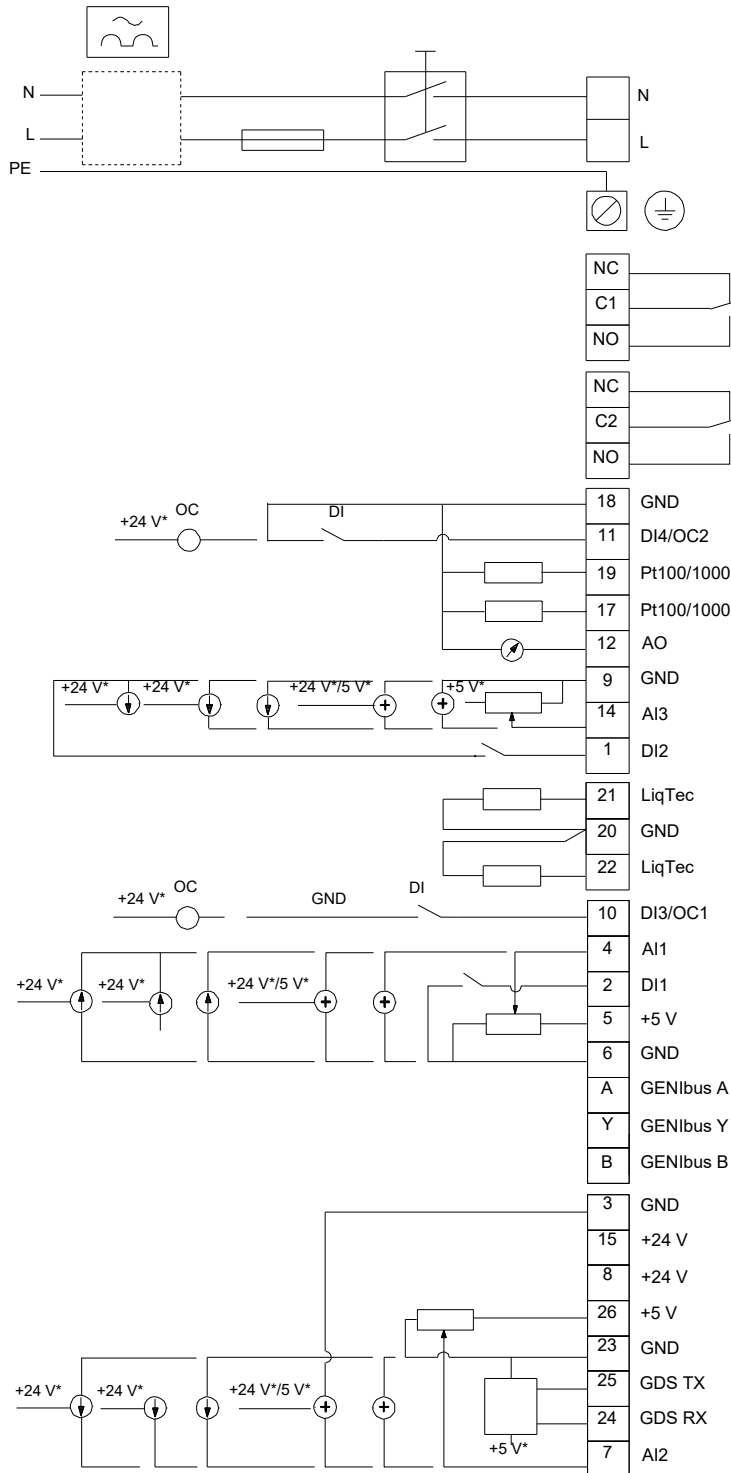 N N
L L
PE
NC
C1
NO
NC
C2
NO
18 GND
+24 V* OC DI 11 DI4/OC2
19 Pt100/1000
17 Pt100/1000
12 AO
9 GND
+24 V* +24 V* +24 V*/5 V* +5 V*
14 AI3
1 DI2
21 LiqTec
20 GND
22 LiqTec
+24 V* OC GND DI 10 DI3/OC1
4 AI1
+24 V* +24 V* +24 V*/5 V* 2 DI1
5 +5 V
6 GND
A GENIbus A
Y GENIbus Y
B GENIbus B
3 GND
15 +24 V
8 +24 V
26 +5 V
23 GND
25 GDS TX
+24 V* +24 V* +24 V*/5 V*
24 GDS RX
+5 V*
7 AI2